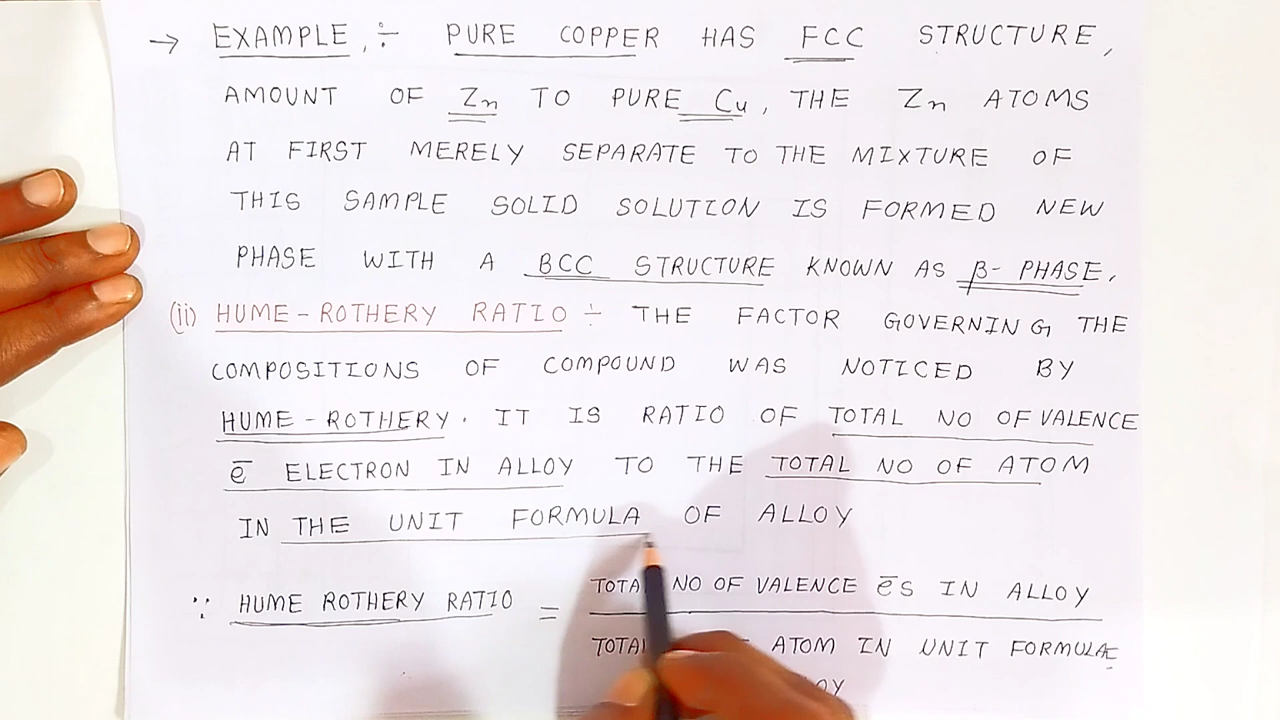 → EXAMPLE, ÷ PURE COPPER HAS FCC STRUCTURE,
AMOUNT OF Zn TO PURE Cu, THE Zn ATOMS
AT FIRST MERELY SEPARATE TO THE MIXTURE OF
THIS SAMPLE SOLID SOLUTION IS FORMED NEW
PHASE WITH A BCC STRUCTURE KNOWN AS β- PHASE.
(ii) HUME-ROTHERY RATIO ÷ THE FACTOR GOVERNING THE
COMPOSITIONS OF COMPOUND WAS NOTICED BY
HUME-ROTHERY. IT IS RATIO OF TOTAL NO OF VALENCE
ē ELECTRON IN ALLOY TO THE TOTAL NO OF ATOM
IN THE UNIT FORMULA OF ALLOY
∵ HUME ROTHERY RATIO =
TOTAL NO OF VALENCE ēs IN ALLOY
TOTAL ATOM IN UNIT FORMULAE